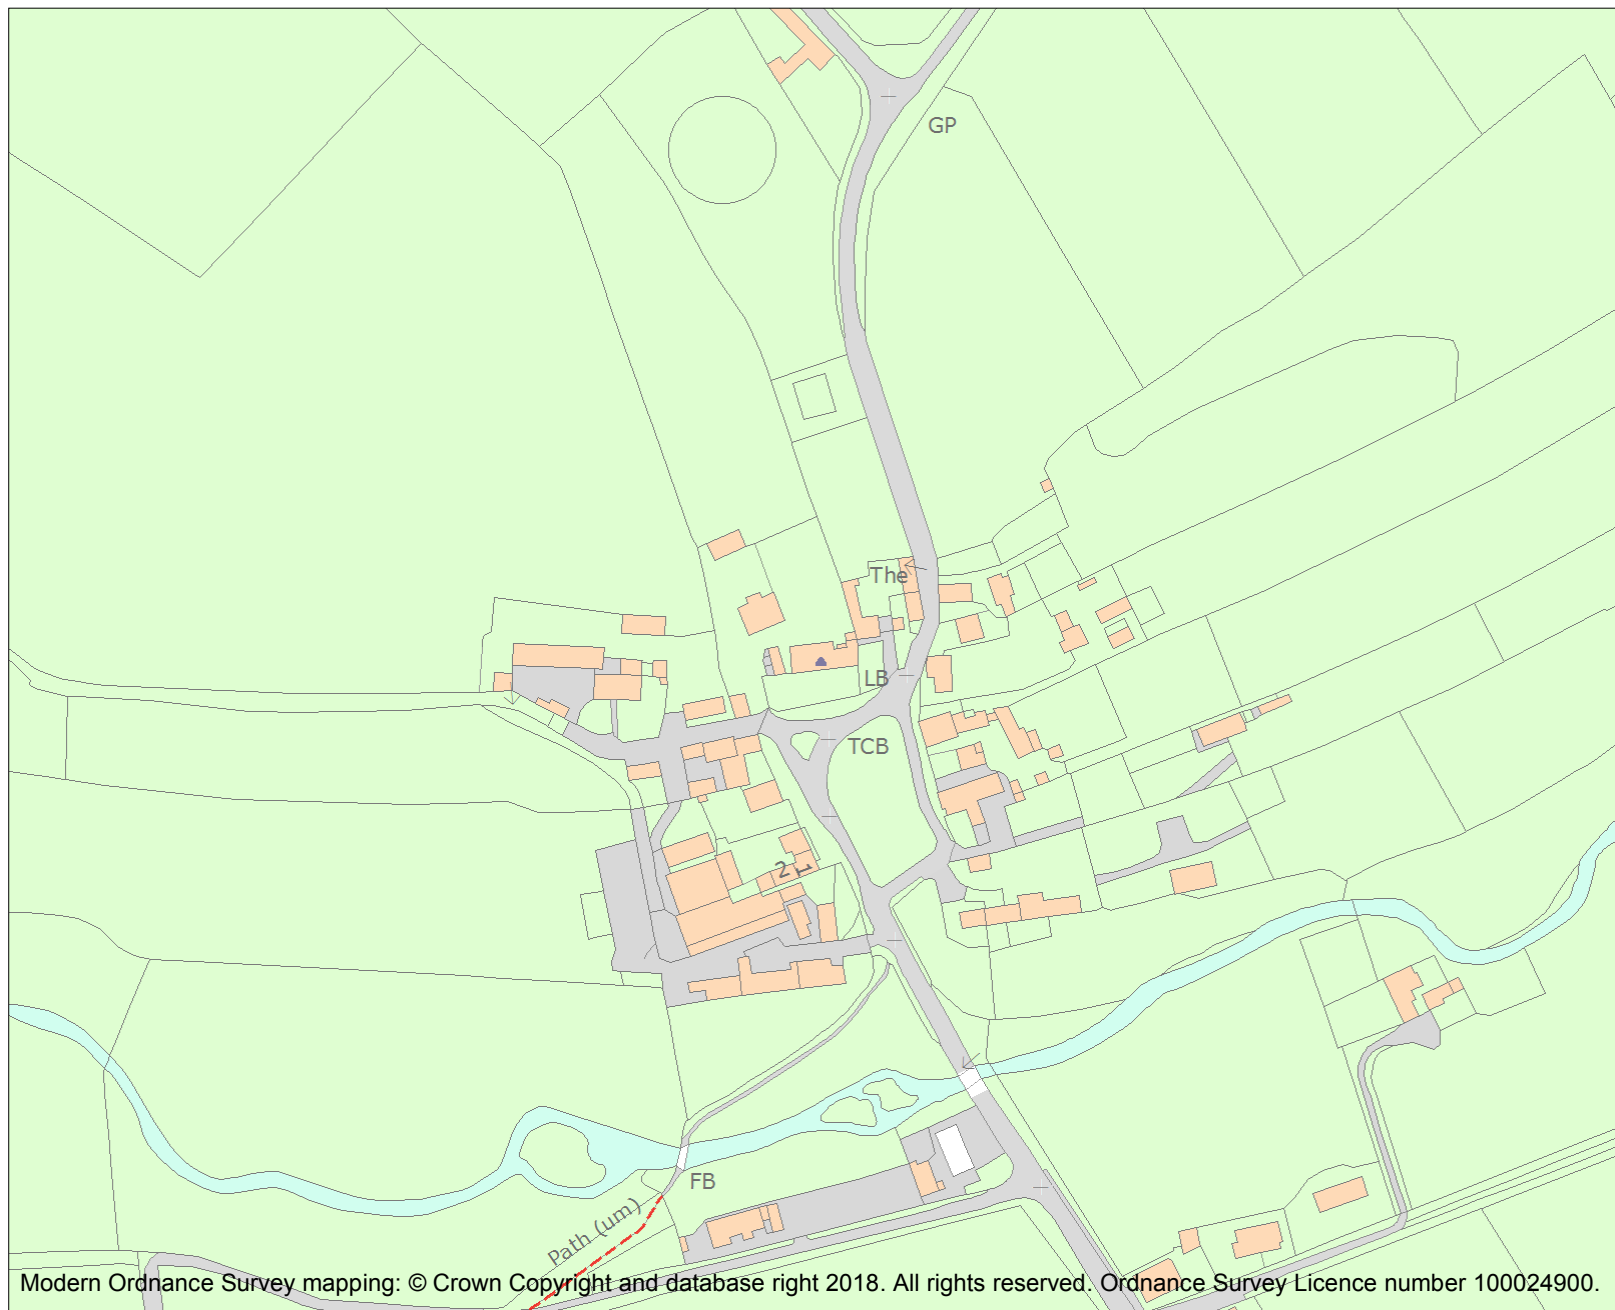 GP
The
LB
TCB
2
1
FB
Path (um)
Modern Ordnance Survey mapping: © Crown Copyright and database right 2018. All rights reserved. Ordnance Survey Licence number 100024900.